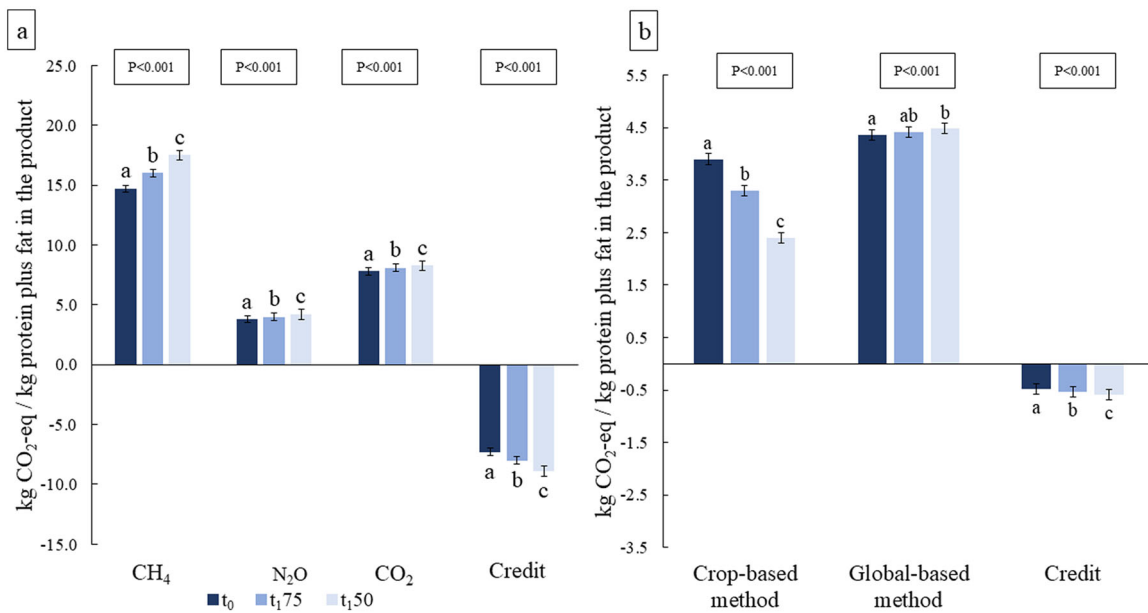 a
P<0.001
P<0.001
P<0.001
P<0.001
25.0
20.0
15.0
10.0
5.0
0.0
-5.0
-10.0
-15.0
kg CO₂-eq / kg protein plus fat in the product
a b c
a b c
a b c
a b c
CH₄
N₂O
CO₂
Credit
t₀ t₁75 t₁50
b
P<0.001
P<0.001
P<0.001
5.5
4.5
3.5
2.5
1.5
0.5
-0.5
-1.5
-2.5
-3.5
kg CO₂-eq / kg protein plus fat in the product
a b c
a ab b
a b c
Crop-based
method
Global-based
method
Credit